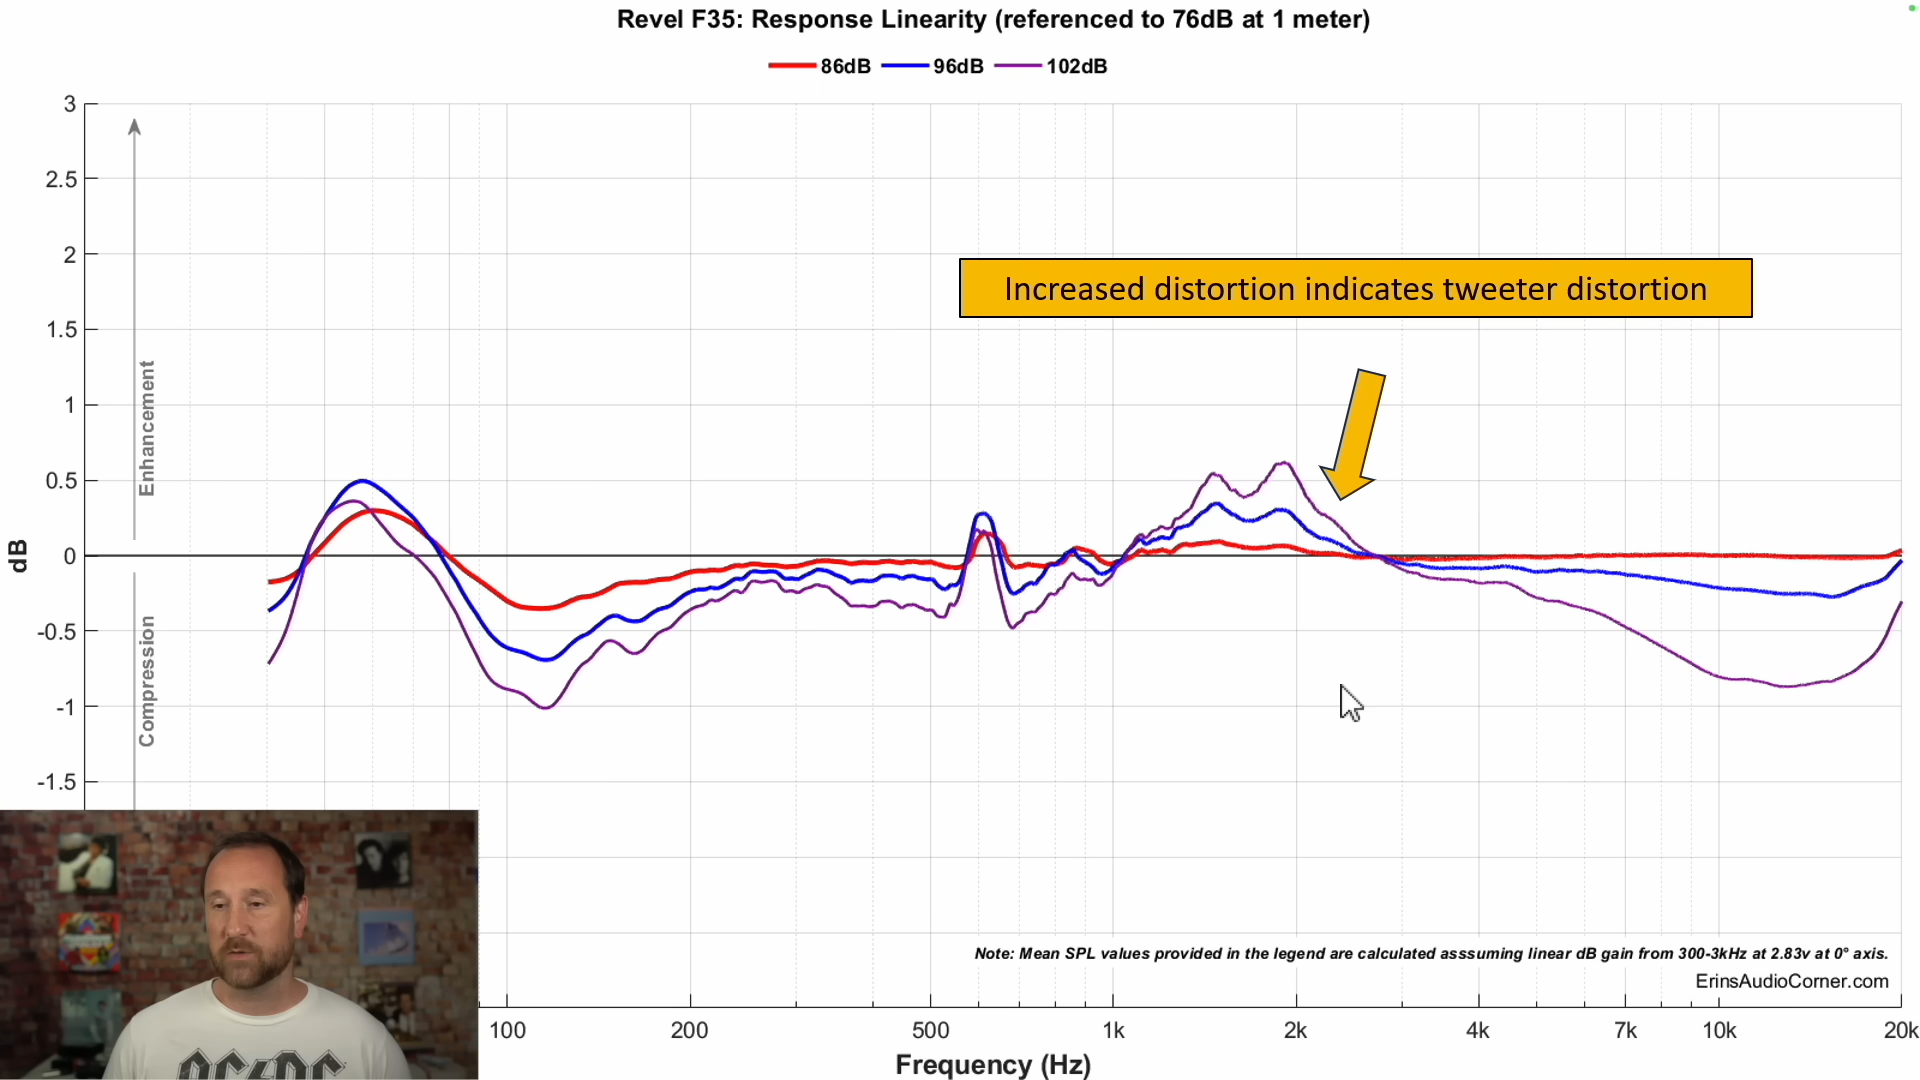 Revel F35: Response Linearity (referenced to 76dB at 1 meter)
86dB 96dB 102dB
3
2.5
2
1.5
1
0.5
0
-0.5
-1
-1.5
dB
Enhancement
Compression
Increased distortion indicates tweeter distortion
Note: Mean SPL values provided in the legend are calculated asssuming linear dB gain from 300-3kHz at 2.83v at 0° axis.
ErinsAudioCorner.com
100 200 500 1k 2k 4k 7k 10k 20k
Frequency (Hz)
AC/DC